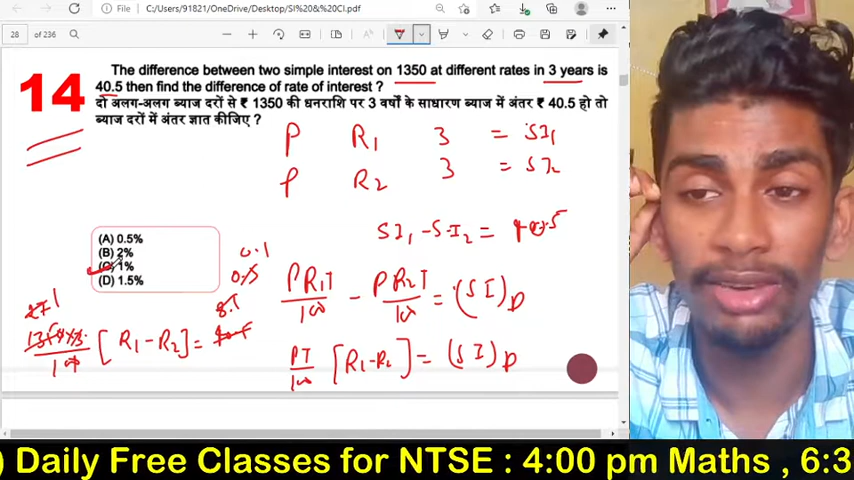 File
C:/Users/91821/OneDrive/Desktop/SI%20&%20CI.pdf
28 of 236
14
The difference between two simple interest on 1350 at different rates in 3 years is
40.5 then find the difference of rate of interest ?
दो अलग-अलग ब्याज दरों से ₹ 1350 की धनराशि पर 3 वर्षों के साधारण ब्याज में अंतर ₹ 40.5 हो तो
ब्याज दरों में अंतर ज्ञात कीजिए ?
P R1 3 = SI1
P R2 3 = SI2
SI1 - S.I2 = 40.5
(A) 0.5%
(B) 2%
(C) 1%
(D) 1.5%
PR1T/100 - PR2T/100 = (SI)D
[R1-R2] =
PT/100 [R1-R2] = (SI)D
) Daily Free Classes for NTSE : 4:00 pm Maths , 6:3